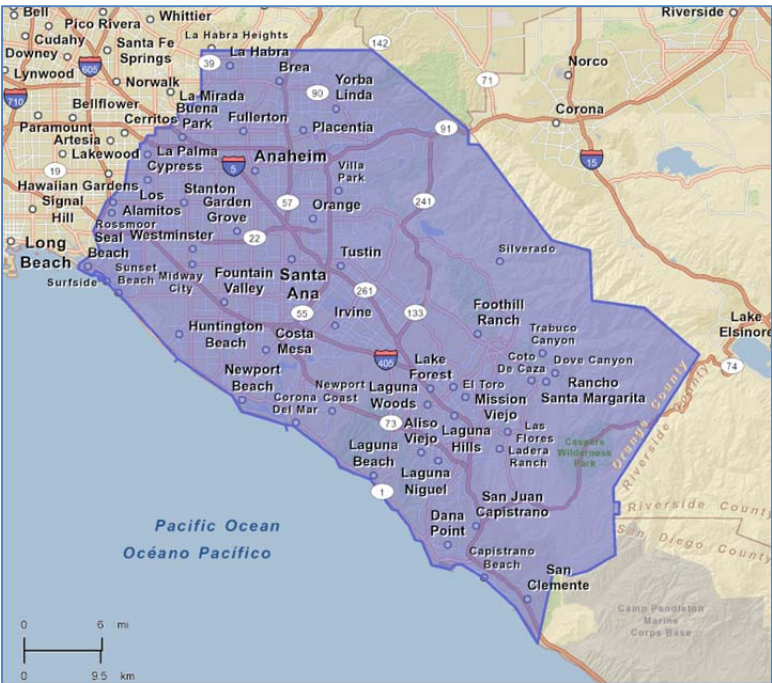 Bell
Whittier
Riverside
Pico Rivera
Cudahy
La Habra Heights
142
Downey
Santa Fe
Springs
39
La Habra
605
Norco
Lynwood
Brea
71
Norwalk
Yorba
Linda
90
710
La Mirada
Bellflower
Buena
Park
Corona
Cerritos
Fullerton
Placentia
91
Paramount
Artesia
La Palma
Lakewood
Cypress
Anaheim
5
15
19
Villa
Park
Hawaiian Gardens
Stanton
Los
Alamitos
Garden
Grove
57
Orange
241
Signal
Hill
Rossmoor
Seal
Beach
Westminster
22
Long
Beach
Silverado
Tustin
Sunset
Beach
Midway
City
Fountain
Valley
Santa
Ana
Surfside
261
Foothill
Ranch
55
Irvine
133
Lake
Elsinore
Huntington
Beach
Costa
Mesa
Trabuco
Canyon
405
Lake
Forest
Coto
De Caza
Dove Canyon
74
Newport
Beach
Newport
Coast
Laguna
Woods
El Toro
Rancho
Santa Margarita
Corona
Del Mar
Mission
Viejo
73
Aliso
Viejo
Laguna
Hills
Las
Flores
Ladera
Ranch
Caspers
Wilderness
Park
Orange County
Riverside County
Laguna
Beach
Laguna
Niguel
1
San Juan
Capistrano
Riverside County
San Diego County
Dana
Point
Pacific Ocean
Océano Pacífico
Capistrano
Beach
San
Clemente
Camp Pendleton
Marine
Corps Base
0 6 mi
0 9.5 km